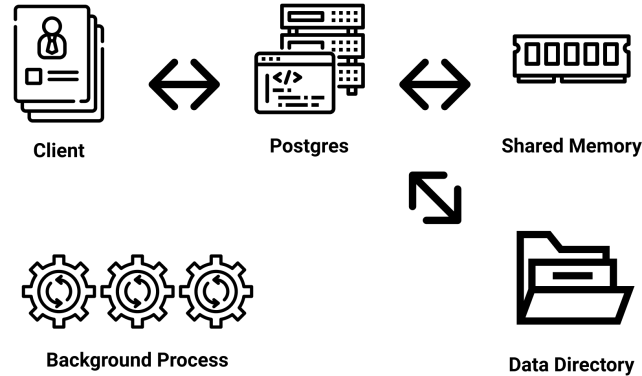 </>
Client
Postgres
Shared Memory
Background Process
Data Directory